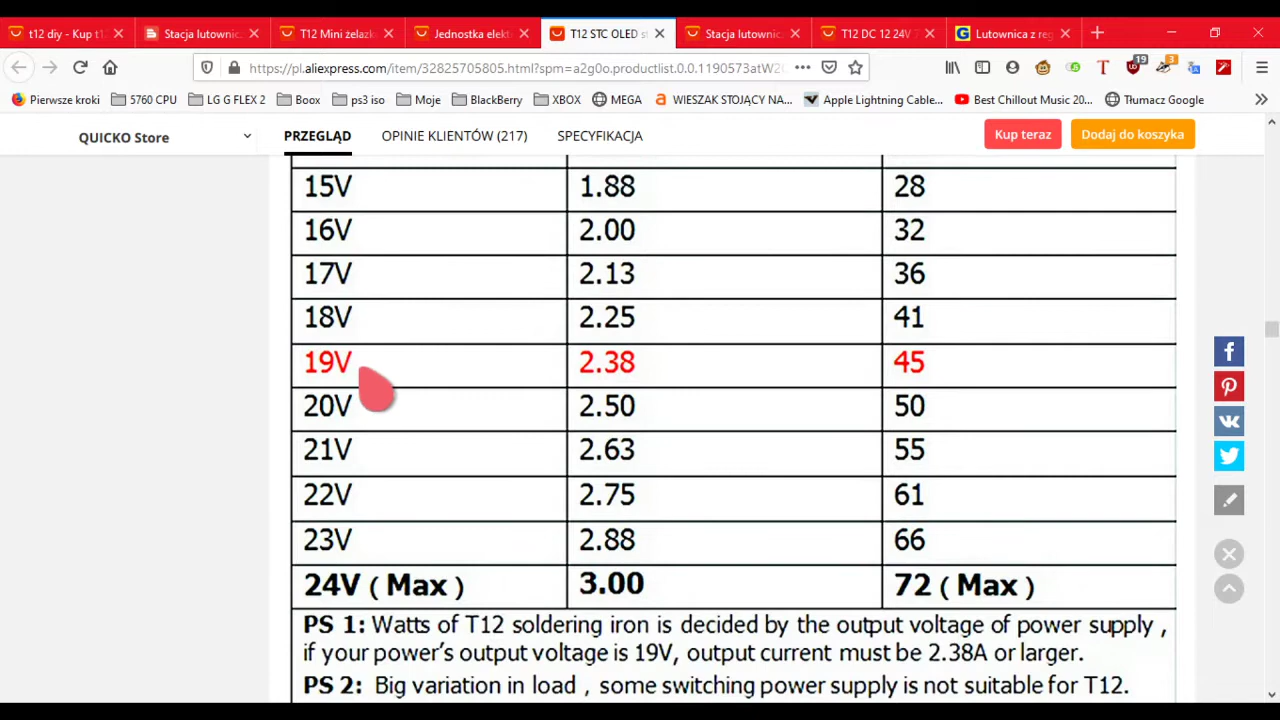 t12 diy - Kup t1
Stacja lutownic
T12 Mini żelazk
Jednostka elekt
T12 STC OLED st
Stacja lutownic
T12 DC 12 24V
Lutownica z reg
https://pl.aliexpress.com/item/32825705805.html?spm=a2g0o.productlist.0.0.1190573atW2
19
3
Pierwsze kroki
5760 CPU
LG G FLEX 2
Boox
ps3 iso
Moje
BlackBerry
XBOX
MEGA
WIESZAK STOJĄCY NA...
Apple Lightning Cable...
Best Chillout Music 20...
Tłumacz Google
QUICKO Store
PRZEGLĄD
OPINIE KLIENTÓW (217)
SPECYFIKACJA
Kup teraz
Dodaj do koszyka
15V 1.88 28
16V 2.00 32
17V 2.13 36
18V 2.25 41
19V 2.38 45
20V 2.50 50
21V 2.63 55
22V 2.75 61
23V 2.88 66
24V ( Max ) 3.00 72 ( Max )
PS 1: Watts of T12 soldering iron is decided by the output voltage of power supply ,
if your power's output voltage is 19V, output current must be 2.38A or larger.
PS 2: Big variation in load , some switching power supply is not suitable for T12.